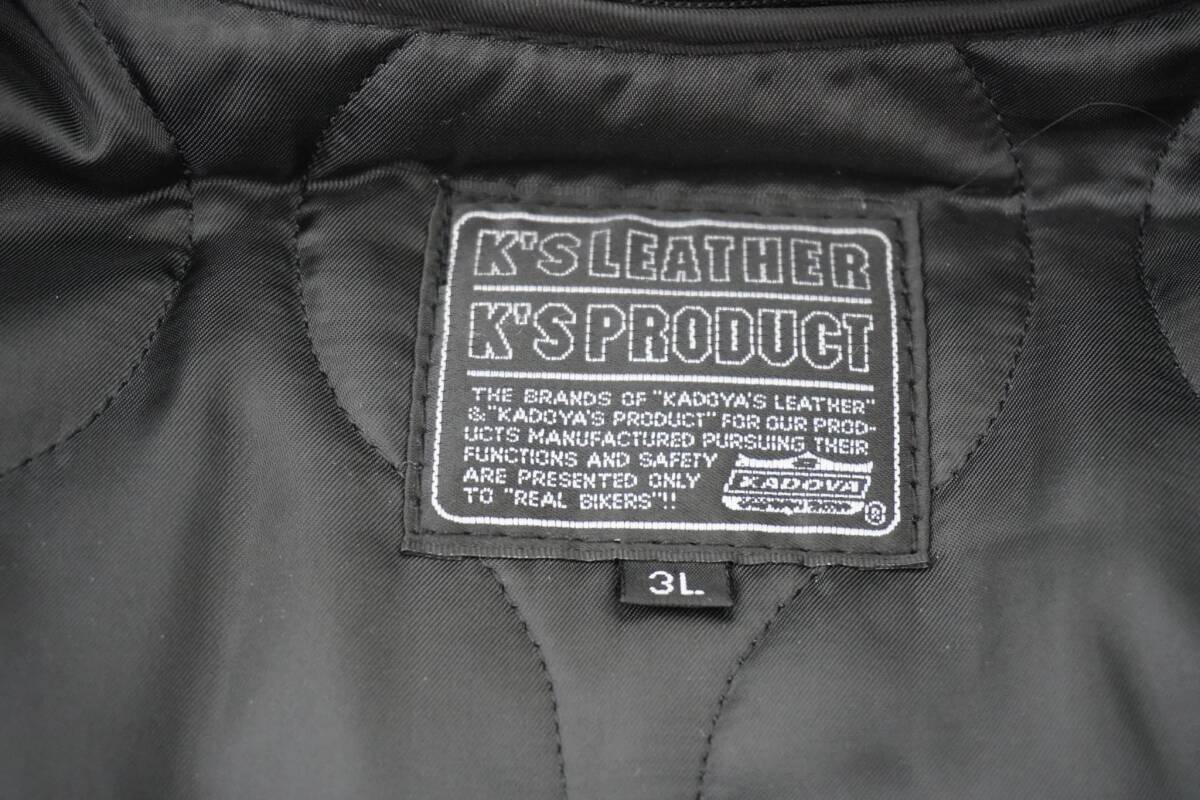 K'S LEATHER
K'S PRODUCT
THE BRANDS OF "KADOYA'S LEATHER"
& "KADOYA'S PRODUCT" FOR OUR PROD-
UCTS MANUFACTURED PURSUING THEIR
FUNCTIONS AND SAFETY
ARE PRESENTED ONLY
TO "REAL BIKERS"!!
KADOYA
®
3L